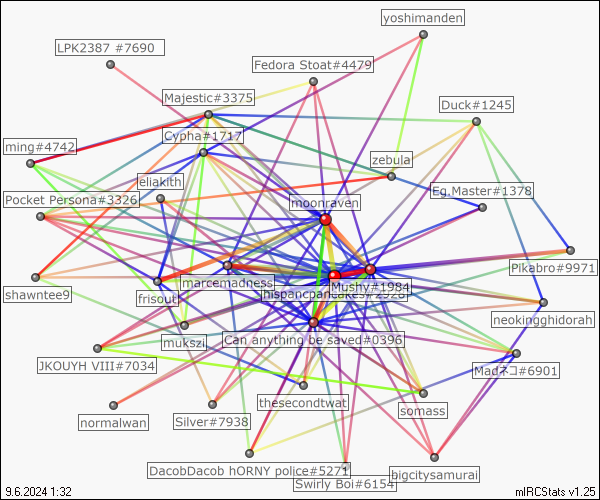 yoshimanden
LPK2387 #7690
Fedora Stoat#4479
Majestic#3375
Duck#1245
Cypha#1717
ming#4742
zebula
eliakith
Eg.Master#1378
Pocket Persona#3326
moonraven
Pikabro#9971
marcemadness
Mushy#1984
hispancpancakes#2528
shawntee9
frisouth
neokingghidorah
mukszi
Can anything be saved#0396
JKOUYH VIII#7034
Madネコ#6901
thesecondtwat
somass
normalwan
Silver#7938
DacobDacob hORNY police#5271
bigcitysamurai
Swirly Boi#6154
9.6.2024 1:32
mIRCStats v1.25